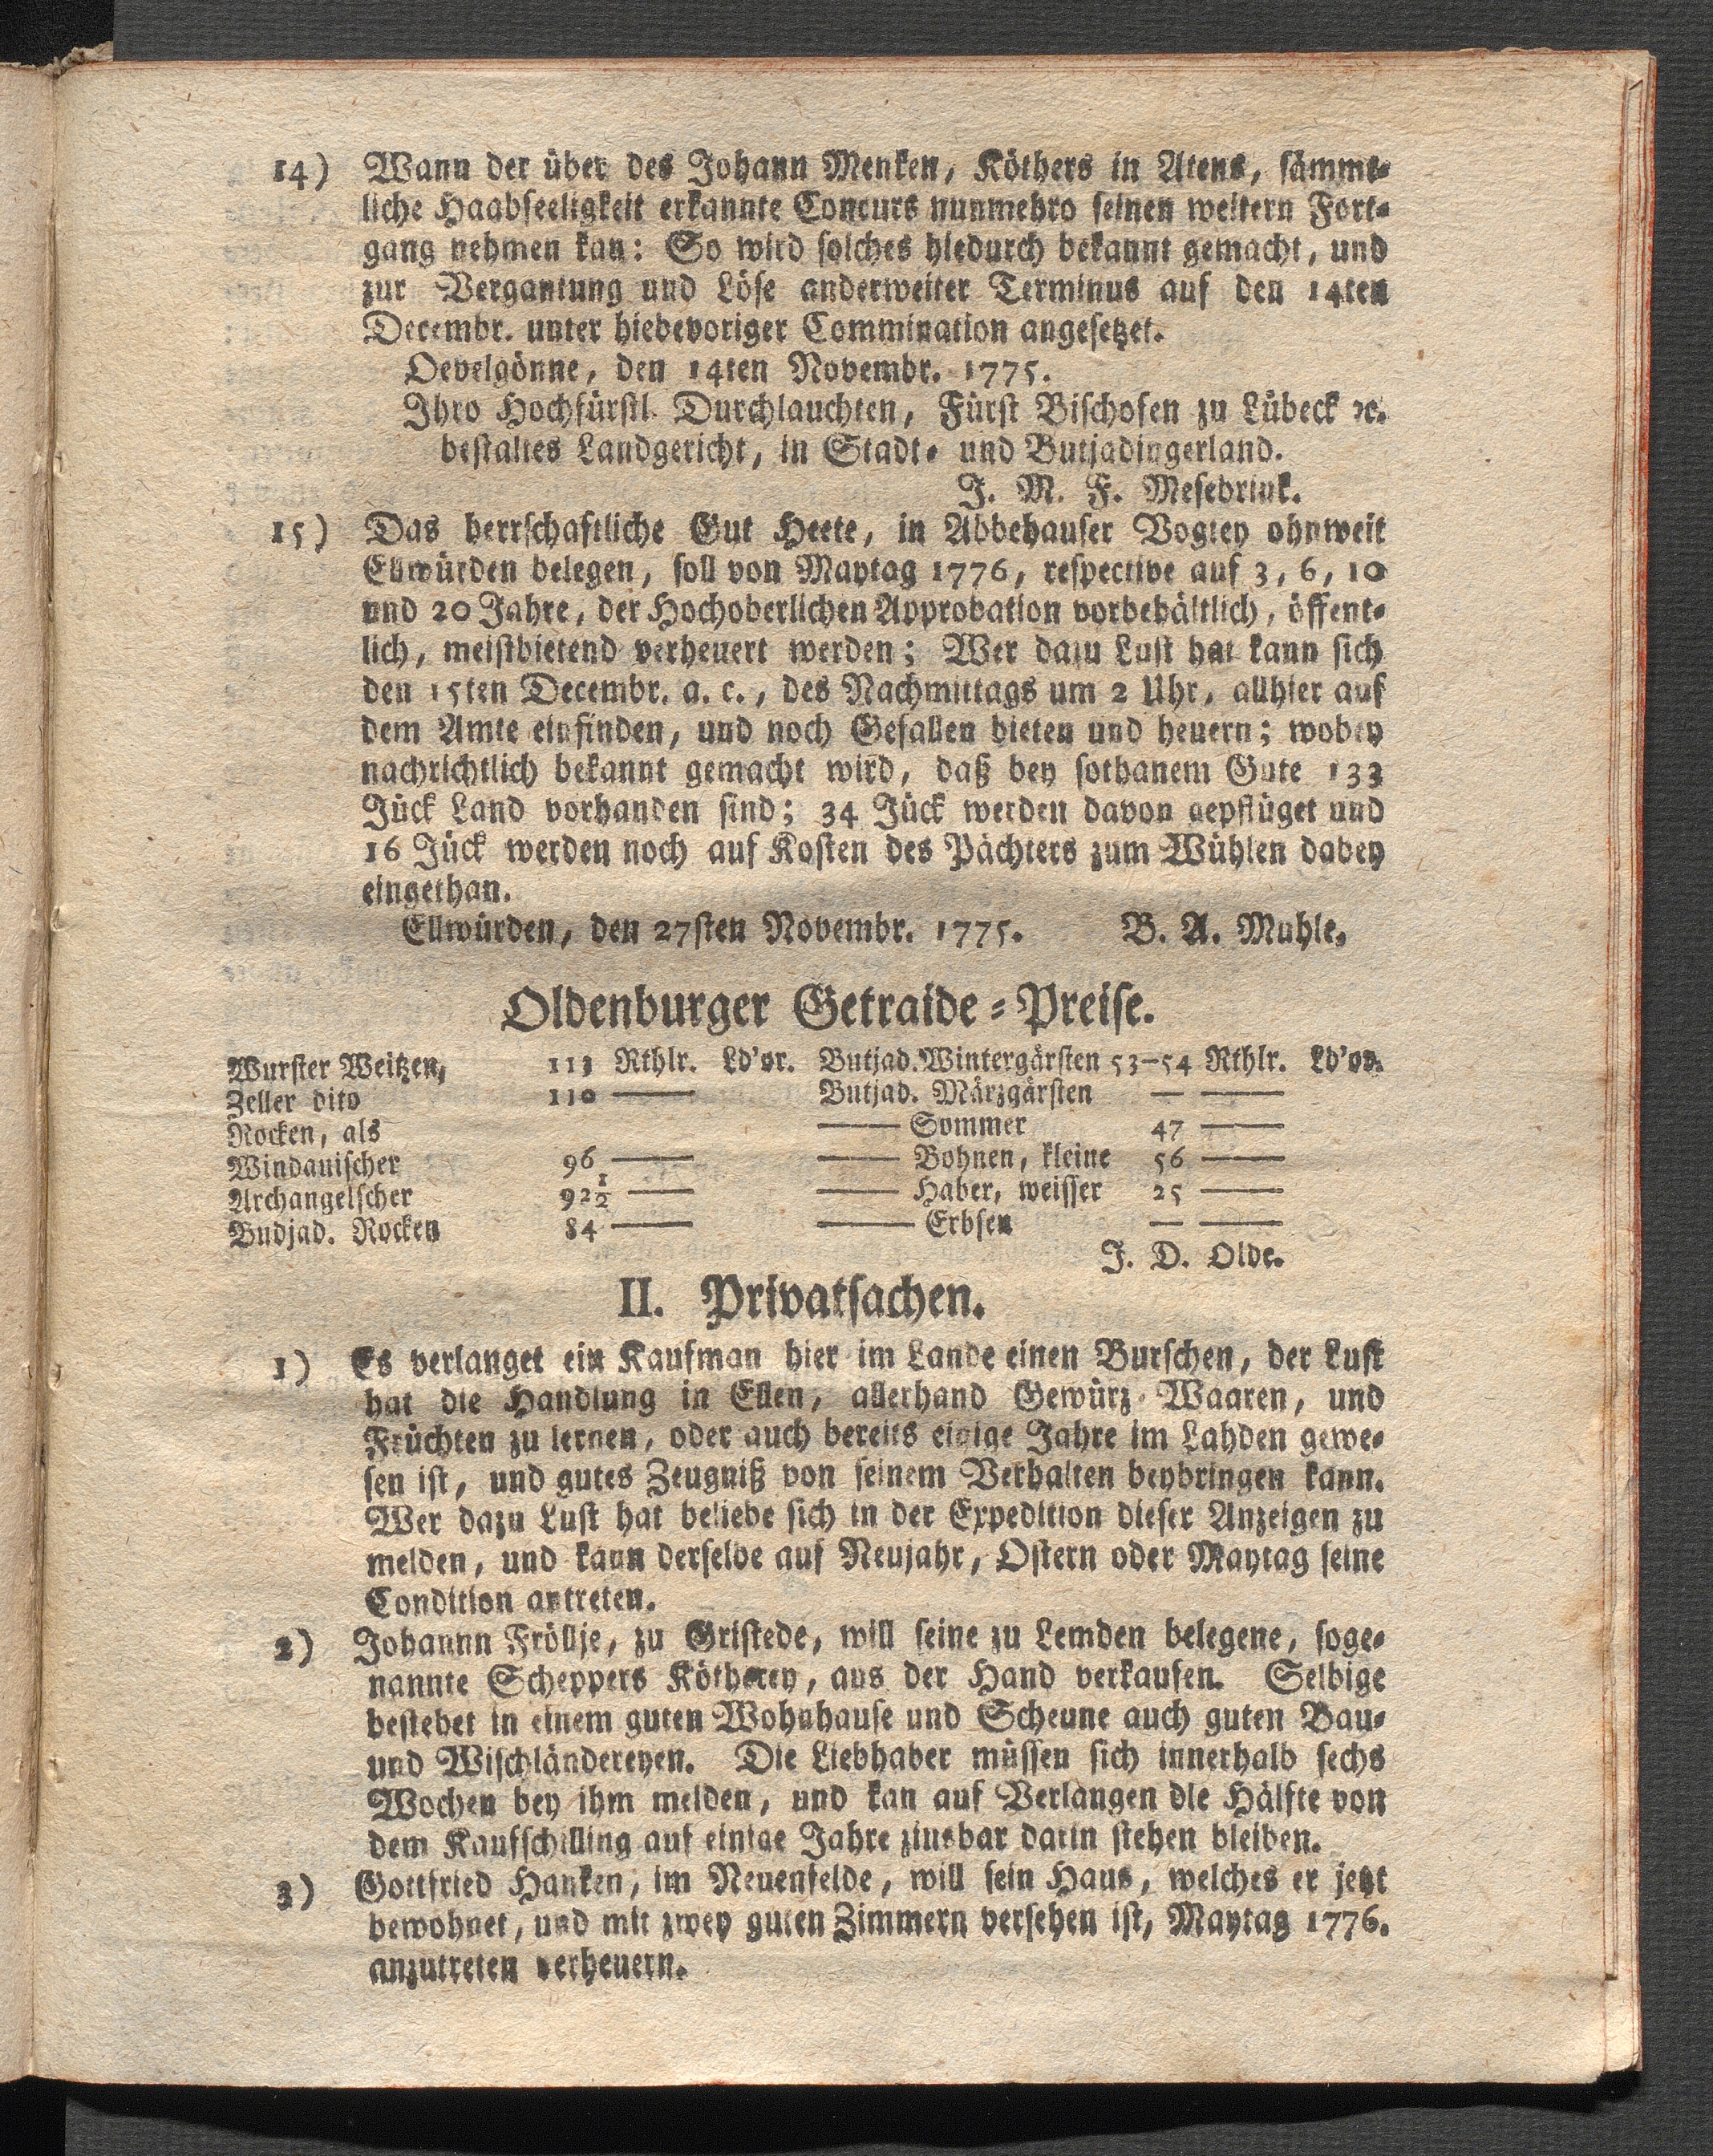 14) Wann der über des Johann Menken, Köthers in Atens, sämmt-
liche Haabseeligkeit erkannte Concurs nunmehro seinen weitern Fort-
gang nehmen kan: So wird solches hiedurch bekannt gemacht, und
zur Vergantung und Löse anderweiter Terminus auf den 14ten
Decembr. unter hiebevoriger Commination angesetzet.
Oevelgönne, den 14ten Novembr. 1775.
Ihro Hochfürstl. Durchlauchten, Fürst Bischofen zu Lübeck ꝛc.
bestaltes Landgericht, in Stadt- und Butjadingerland.
J. M. F. Mesebrink.
15) Das herrschaftliche Gut Heete, in Abbehauser Vogtey ohnweit
Ellwürden belegen, soll von Maytag 1776, respective auf 3, 6, 10
und 20 Jahre, der Hochoberlichen Approbation vorbehältlich, öffent-
lich, meistbietend verheuert werden; Wer dazu Lust hat kann sich
den 15ten Decembr. a. c., des Nachmittags um 2 Uhr, allhier auf
dem Amte einfinden, und noch Gefallen bieten und heuern; wobey
nachrichtlich bekannt gemacht wird, daß bey sothanem Gute 133
Jück Land vorhanden sind; 34 Jück werden davon gepflüget und
16 Jück werden noch auf Kosten des Pächters zum Wühlen dabey
eingethan.
Ellwürden, den 27sten Novembr. 1775. B. A. Muhle,
Oldenburger Getraide-Preise.
Wurster Weitzen, 113 Rthlr. Ld'or. Butjad. Wintergärsten 53-54 Rthlr. Ld'or.
Zeller dito 110 —— Butjad. Märzgärsten — ——
Rocken, als —— Sommer 47 ——
Windauischer 96 —— —— Bohnen, kleine 56 ——
Archangelscher 92½ —— —— Haber, weisser 25 ——
Budjad. Rocken 84 —— —— Erbsen — ——
J. D. Olde.
II. Privatsachen.
1) Es verlanget ein Kaufman hier im Lande einen Burschen, der Lust
hat die Handlung in Ellen, allerhand Gewürz-Waaren, und
Früchten zu lernen, oder auch bereits einige Jahre im Lahden gewe-
sen ist, und gutes Zeugniß von seinem Verhalten beybringen kann.
Wer dazu Lust hat beliebe sich in der Expedition dieser Anzeigen zu
melden, und kann derselbe auf Neujahr, Ostern oder Maytag seine
Condition antreten.
2) Johannn Fröllje, zu Gristede, will seine zu Lemden belegene, soge-
nannte Scheppers Kötherey, aus der Hand verkaufen. Selbige
bestehet in einem guten Wohnhause und Scheune auch guten Bau-
und Wischländereyen. Die Liebhaber müssen sich innerhalb sechs
Wochen bey ihm melden, und kan auf Verlangen die Hälfte von
dem Kaufschilling auf einige Jahre zinsbar darin stehen bleiben.
3) Gottfried Hanken, im Neuenfelde, will sein Haus, welches er jetzt
bewohnet, und mit zwey guten Zimmern versehen ist, Maytag 1776.
anzutreten verheuern.